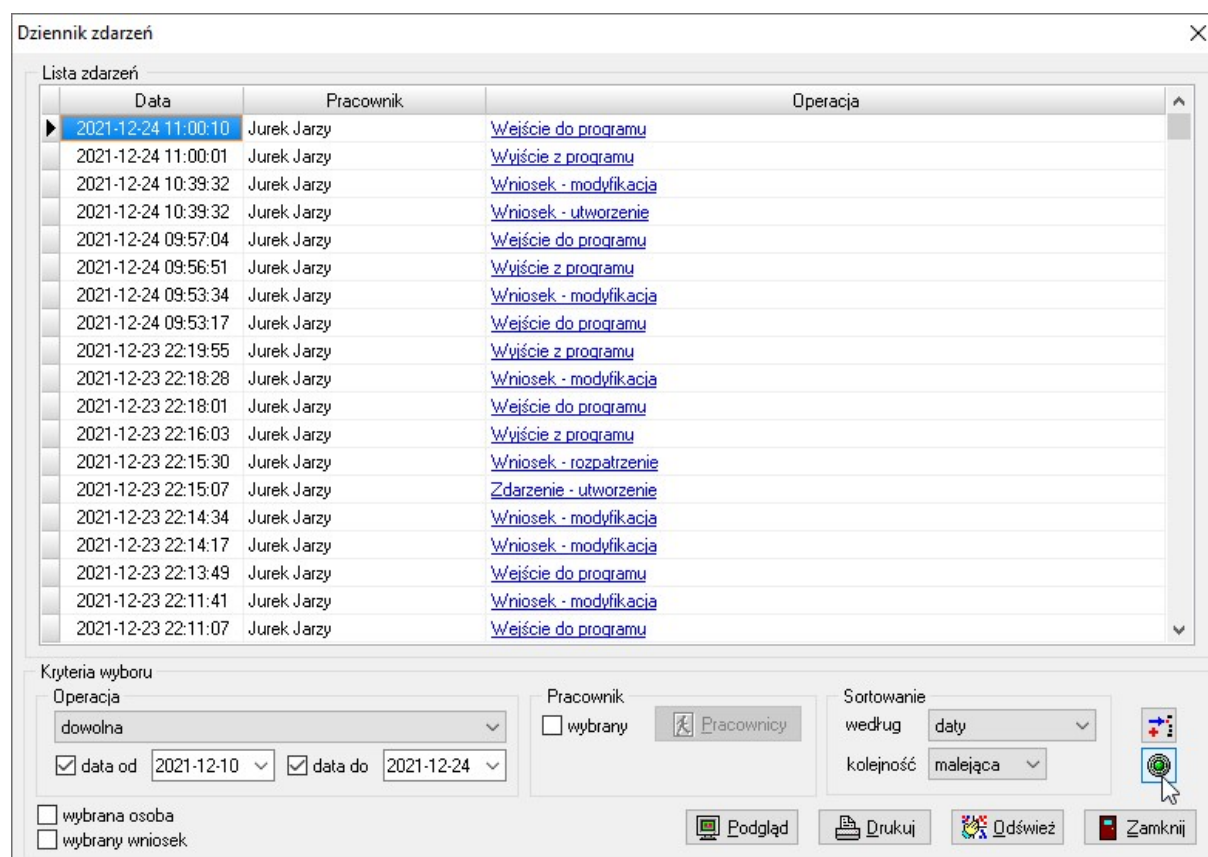 Dziennik zdarzeń
Lista zdarzeń
Data Pracownik Operacja
2021-12-24 11:00:10 Jurek Jarzy Wejście do programu
2021-12-24 11:00:01 Jurek Jarzy Wyjście z programu
2021-12-24 10:39:32 Jurek Jarzy Wniosek - modyfikacja
2021-12-24 10:39:32 Jurek Jarzy Wniosek - utworzenie
2021-12-24 09:57:04 Jurek Jarzy Wejście do programu
2021-12-24 09:56:51 Jurek Jarzy Wyjście z programu
2021-12-24 09:53:34 Jurek Jarzy Wniosek - modyfikacja
2021-12-24 09:53:17 Jurek Jarzy Wejście do programu
2021-12-23 22:19:55 Jurek Jarzy Wyjście z programu
2021-12-23 22:18:28 Jurek Jarzy Wniosek - modyfikacja
2021-12-23 22:18:01 Jurek Jarzy Wejście do programu
2021-12-23 22:16:03 Jurek Jarzy Wyjście z programu
2021-12-23 22:15:30 Jurek Jarzy Wniosek - rozpatrzenie
2021-12-23 22:15:07 Jurek Jarzy Zdarzenie - utworzenie
2021-12-23 22:14:34 Jurek Jarzy Wniosek - modyfikacja
2021-12-23 22:14:17 Jurek Jarzy Wniosek - modyfikacja
2021-12-23 22:13:49 Jurek Jarzy Wejście do programu
2021-12-23 22:11:41 Jurek Jarzy Wniosek - modyfikacja
2021-12-23 22:11:07 Jurek Jarzy Wejście do programu
Kryteria wyboru
Operacja Pracownik Sortowanie
dowolna wybrany Pracownicy według daty
data od 2021-12-10 data do 2021-12-24 kolejność malejąca
wybrana osoba
wybrany wniosek
Podgląd Drukuj Odśwież Zamknij